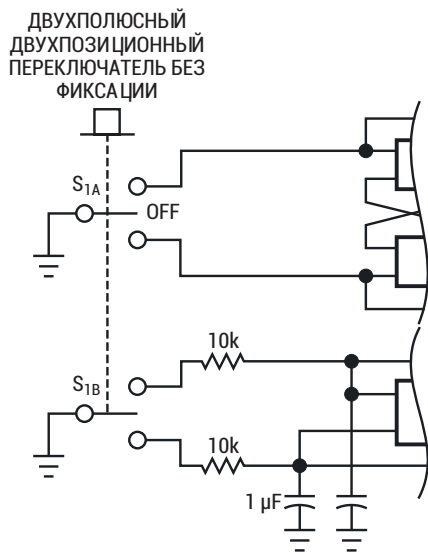 ДВУХПОЛЮСНЫЙ
ДВУХПОЗИЦИОННЫЙ
ПЕРЕКЛЮЧАТЕЛЬ БЕЗ
ФИКСАЦИИ
S1A
OFF
10k
S1B
10k
1 µF